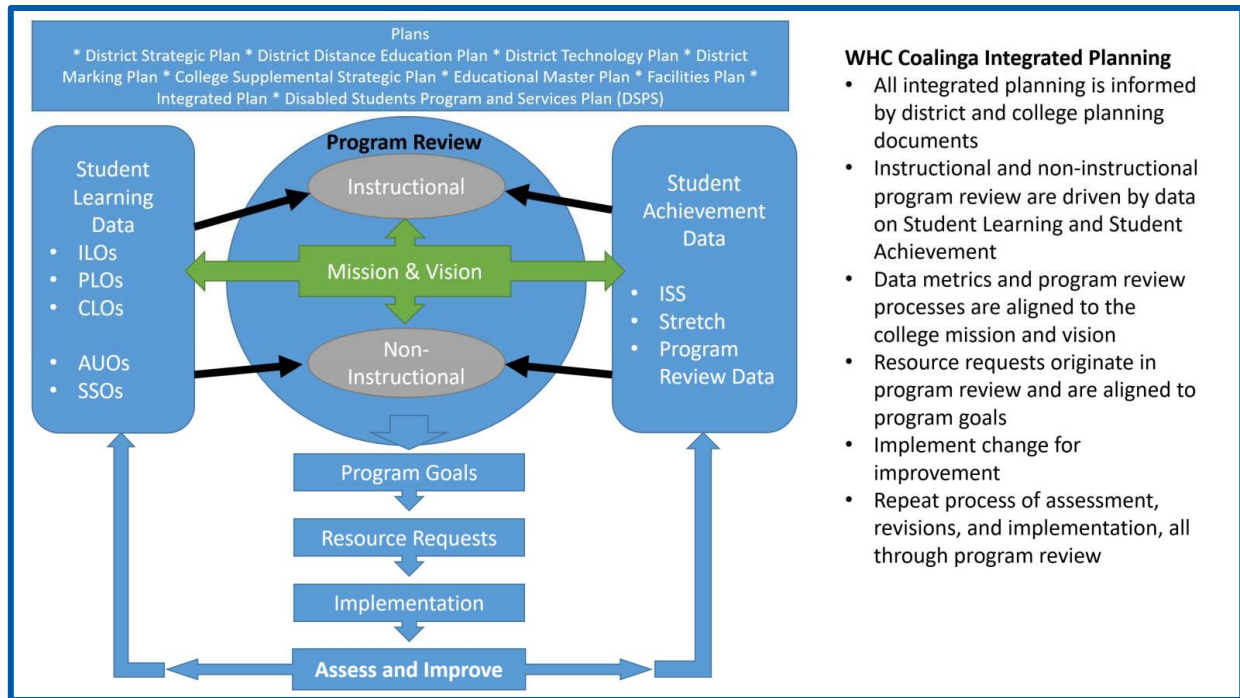 Plans
* District Strategic Plan * District Distance Education Plan * District Technology Plan * District
Marking Plan * College Supplemental Strategic Plan * Educational Master Plan * Facilities Plan *
Integrated Plan * Disabled Students Program and Services Plan (DSPS)
Student
Learning
Data
• ILOs
• PLOs
• CLOs
• AUOs
• SSOs
Program Review
Instructional
Mission & Vision
Non-
Instructional
Student
Achievement
Data
• ISS
• Stretch
• Program
Review Data
Program Goals
Resource Requests
Implementation
Assess and Improve
WHC Coalinga Integrated Planning
• All integrated planning is informed
by district and college planning
documents
• Instructional and non-instructional
program review are driven by data
on Student Learning and Student
Achievement
• Data metrics and program review
processes are aligned to the
college mission and vision
• Resource requests originate in
program review and are aligned to
program goals
• Implement change for
improvement
• Repeat process of assessment,
revisions, and implementation, all
through program review